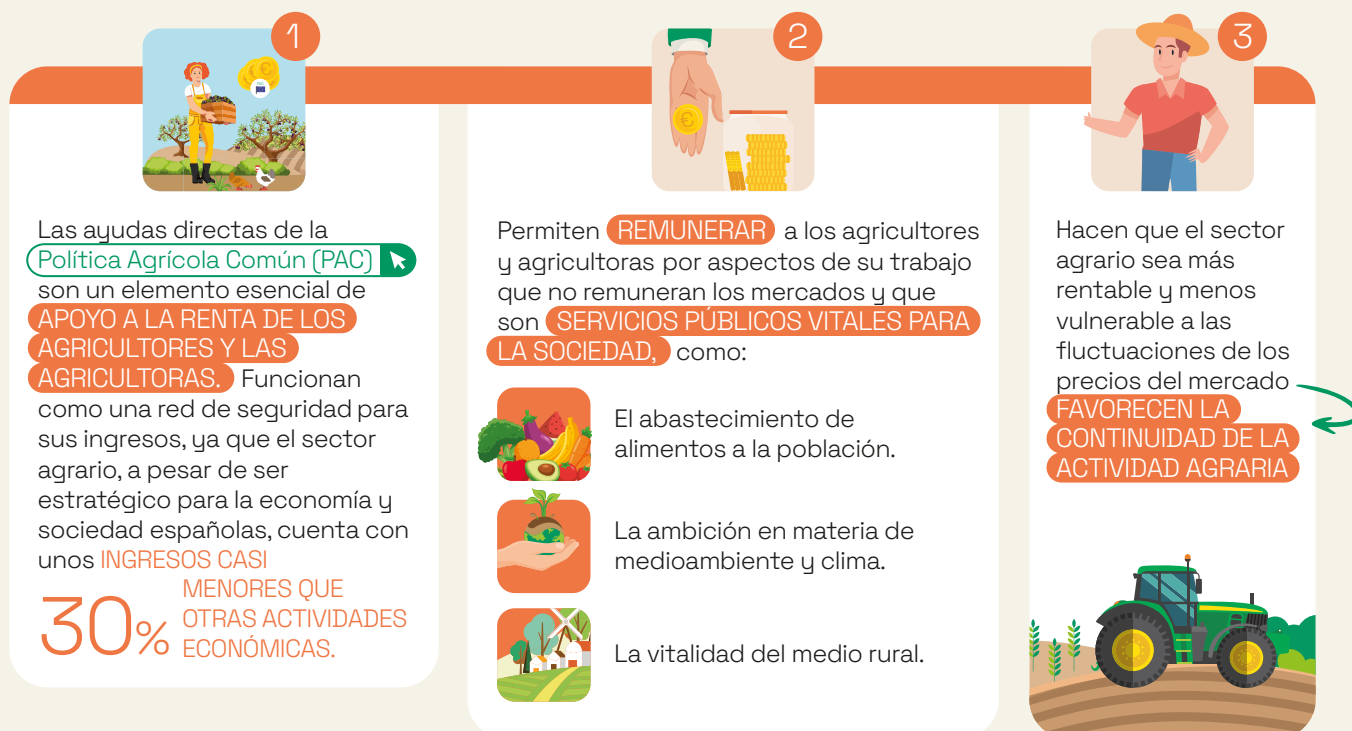 1
Las ayudas directas de la
Política Agrícola Común (PAC)
son un elemento esencial de
APOYO A LA RENTA DE LOS
AGRICULTORES Y LAS
AGRICULTORAS. Funcionan
como una red de seguridad para
sus ingresos, ya que el sector
agrario, a pesar de ser
estratégico para la economía y
sociedad españolas, cuenta con
unos INGRESOS CASI
30% MENORES QUE
OTRAS ACTIVIDADES
ECONÓMICAS.
2
Permiten REMUNERAR a los agricultores
y agricultoras por aspectos de su trabajo
que no remuneran los mercados y que
son SERVICIOS PÚBLICOS VITALES PARA
LA SOCIEDAD, como:
El abastecimiento de
alimentos a la población.
La ambición en materia de
medioambiente y clima.
La vitalidad del medio rural.
3
Hacen que el sector
agrario sea más
rentable y menos
vulnerable a las
fluctuaciones de los
precios del mercado
FAVORECEN LA
CONTINUIDAD DE LA
ACTIVIDAD AGRARIA